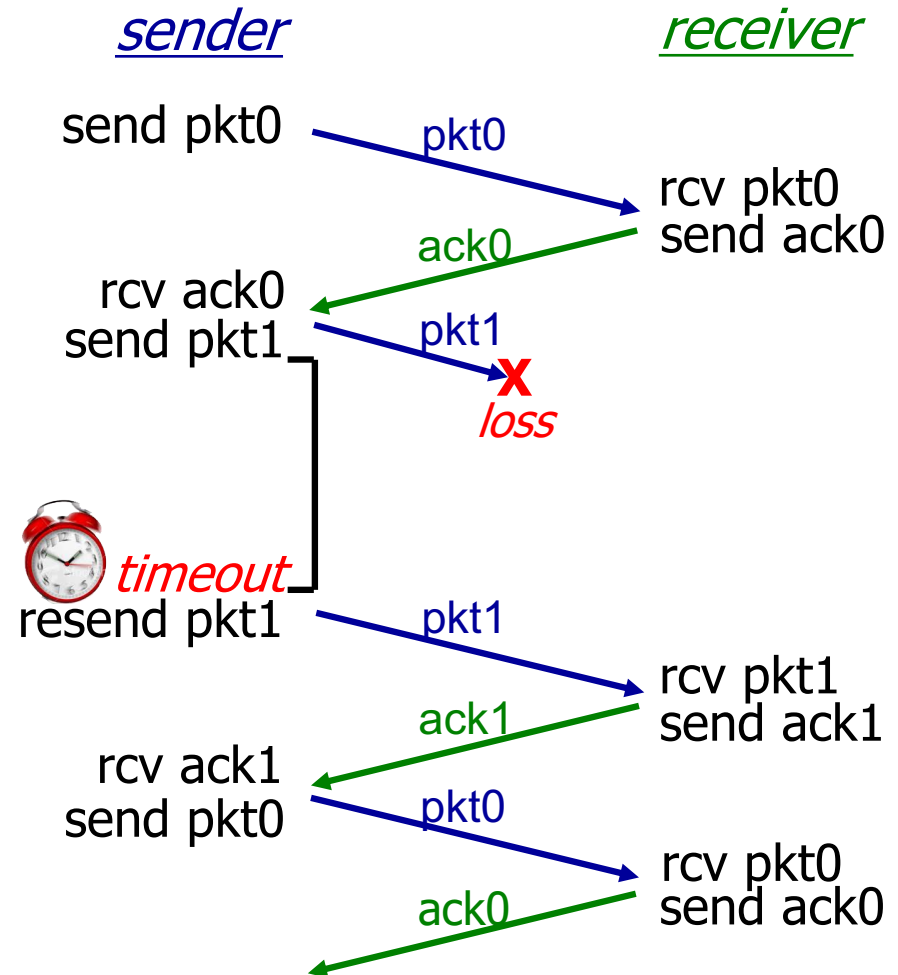 sender
receiver
send pkt0
pkt0
rcv pkt0
send ack0
ack0
rcv ack0
send pkt1
pkt1
X
loss
timeout
resend pkt1
pkt1
rcv pkt1
send ack1
ack1
rcv ack1
send pkt0
pkt0
rcv pkt0
send ack0
ack0